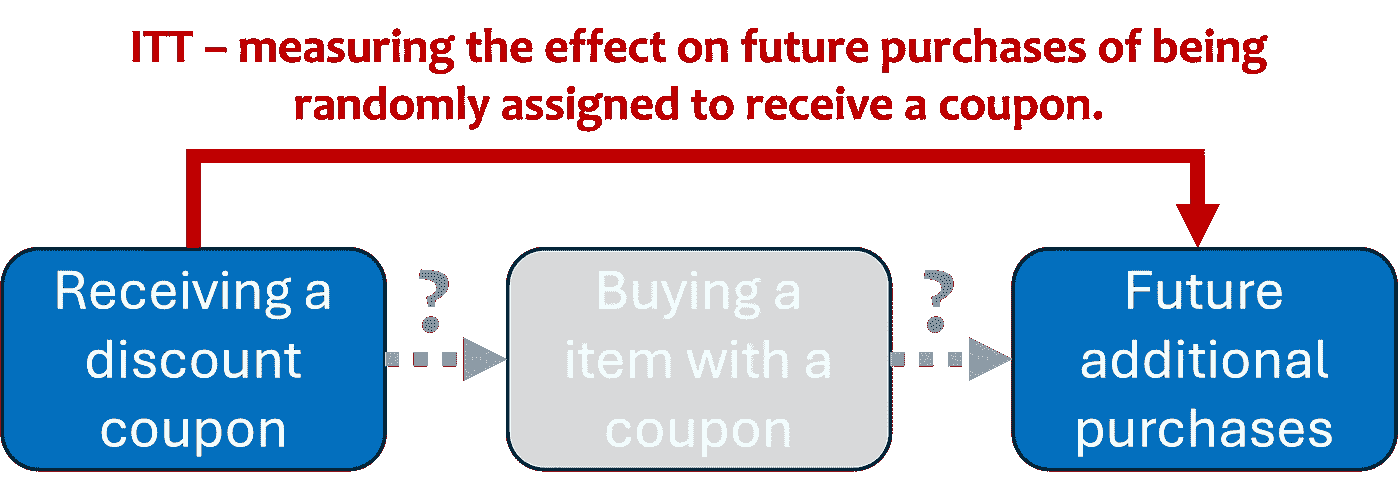 ITT – measuring the effect on future purchases of being
randomly assigned to receive a coupon.
Receiving a
discount
coupon
?
Buying a
item with a
coupon
?
Future
additional
purchases